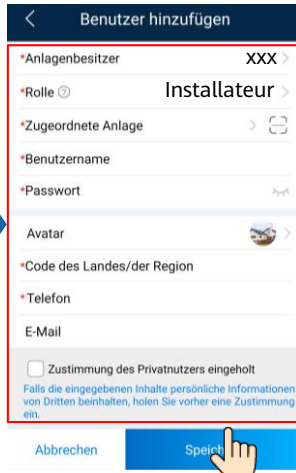 Benutzer hinzufügen
*Anlagenbesitzer XXX
*Rolle Installateur
*Zugeordnete Anlage
*Benutzername
*Passwort
Avatar
*Code des Landes/der Region
*Telefon
E-Mail
Zustimmung des Privatnutzers eingeholt
Falls die eingegebenen Inhalte persönliche Informationen
von Dritten beinhalten, holen Sie vorher eine Zustimmung
ein.
Abbrechen Speich